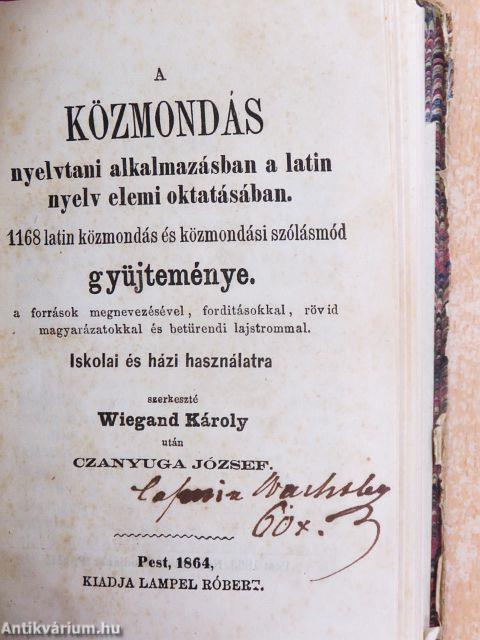 A
KÖZMONDÁS
nyelvtani alkalmazásban a latin
nyelv elemi oktatásában.
1168 latin közmondás és közmondási szólásmód
gyüjteménye.
a források megnevezésével, forditásokkal, rövid
magyarázatokkal és betürendi lajstrommal.
Iskolai és házi használatra
szerkeszté
Wiegand Károly
után
CZANYUGA JÓZSEF.
Pest, 1864,
KIADJA LAMPEL RÓBERT.
Antikvárium.hu